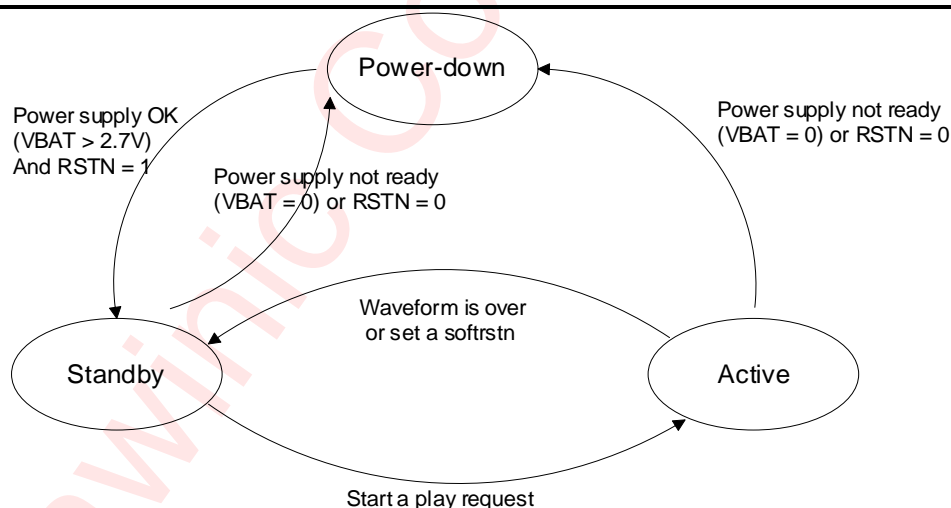 Power-down
Power supply OK
(VBAT > 2.7V)
And RSTN = 1
Power supply not ready
(VBAT = 0) or RSTN = 0
Power supply not ready
(VBAT = 0) or RSTN = 0
Waveform is over
or set a softrstn
Standby
Active
Start a play request